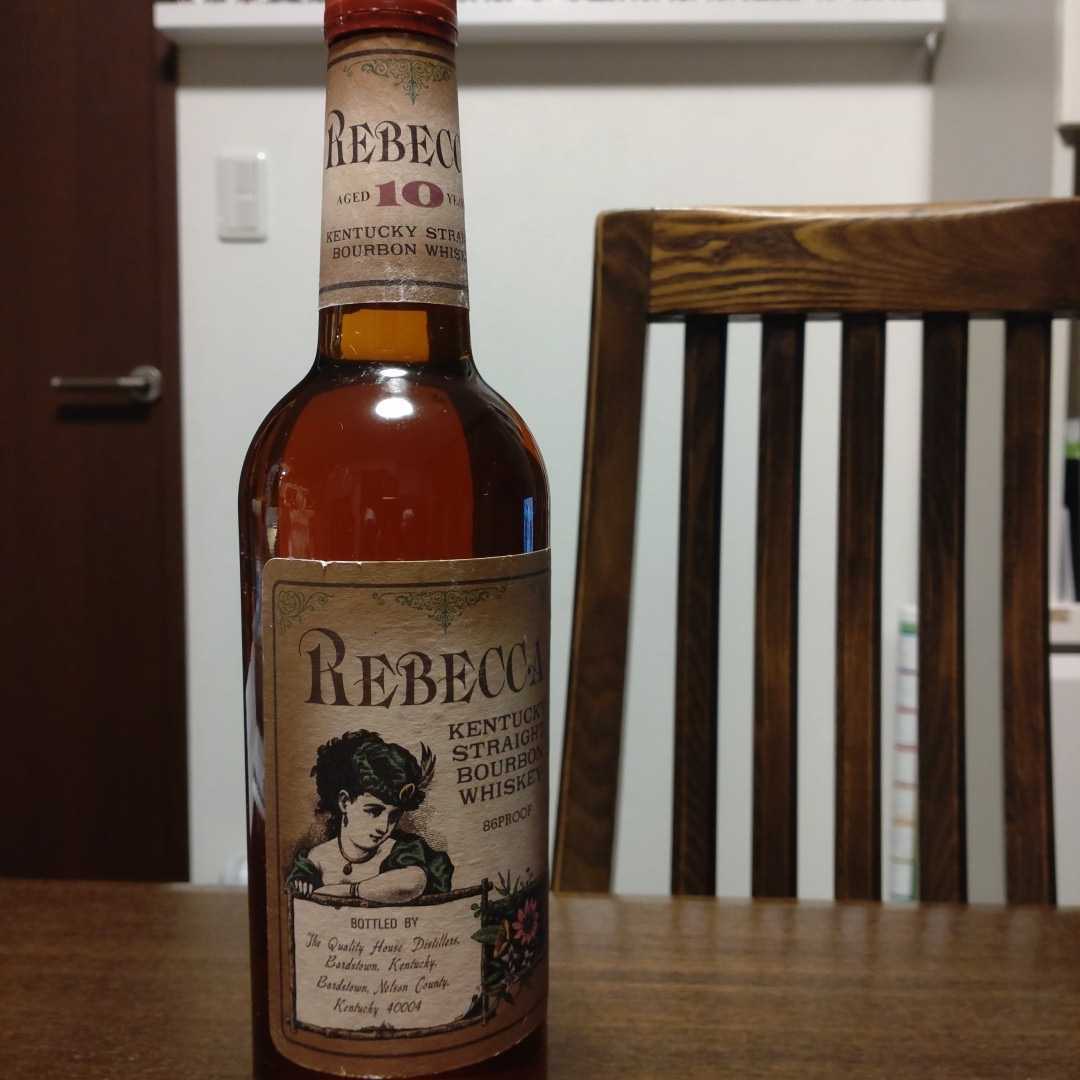 REBECC
AGED 10 YEA
KENTUCKY STRAI
BOURBON WHISK
REBECCA
KENTUCKY
STRAIGHT
BOURBON
WHISKEY
86PROOF
BOTTLED BY
The Quality House Distillers,
Bardstown, Kentucky.
Bardstown, Nelson County.
Kentucky 40004